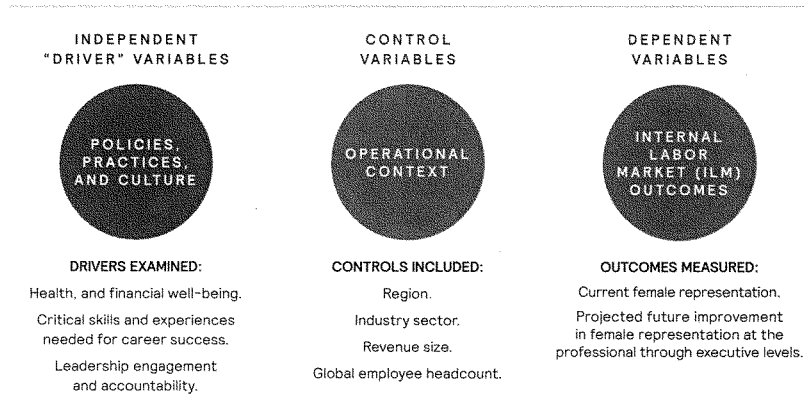 INDEPENDENT
"DRIVER" VARIABLES
POLICIES,
PRACTICES,
AND CULTURE
DRIVERS EXAMINED:
Health, and financial well-being.
Critical skills and experiences
needed for career success.
Leadership engagement
and accountability.
CONTROL
VARIABLES
OPERATIONAL
CONTEXT
CONTROLS INCLUDED:
Region.
Industry sector.
Revenue size.
Global employee headcount.
DEPENDENT
VARIABLES
INTERNAL
LABOR
MARKET (ILM)
OUTCOMES
OUTCOMES MEASURED:
Current female representation.
Projected future improvement
in female representation at the
professional through executive levels.